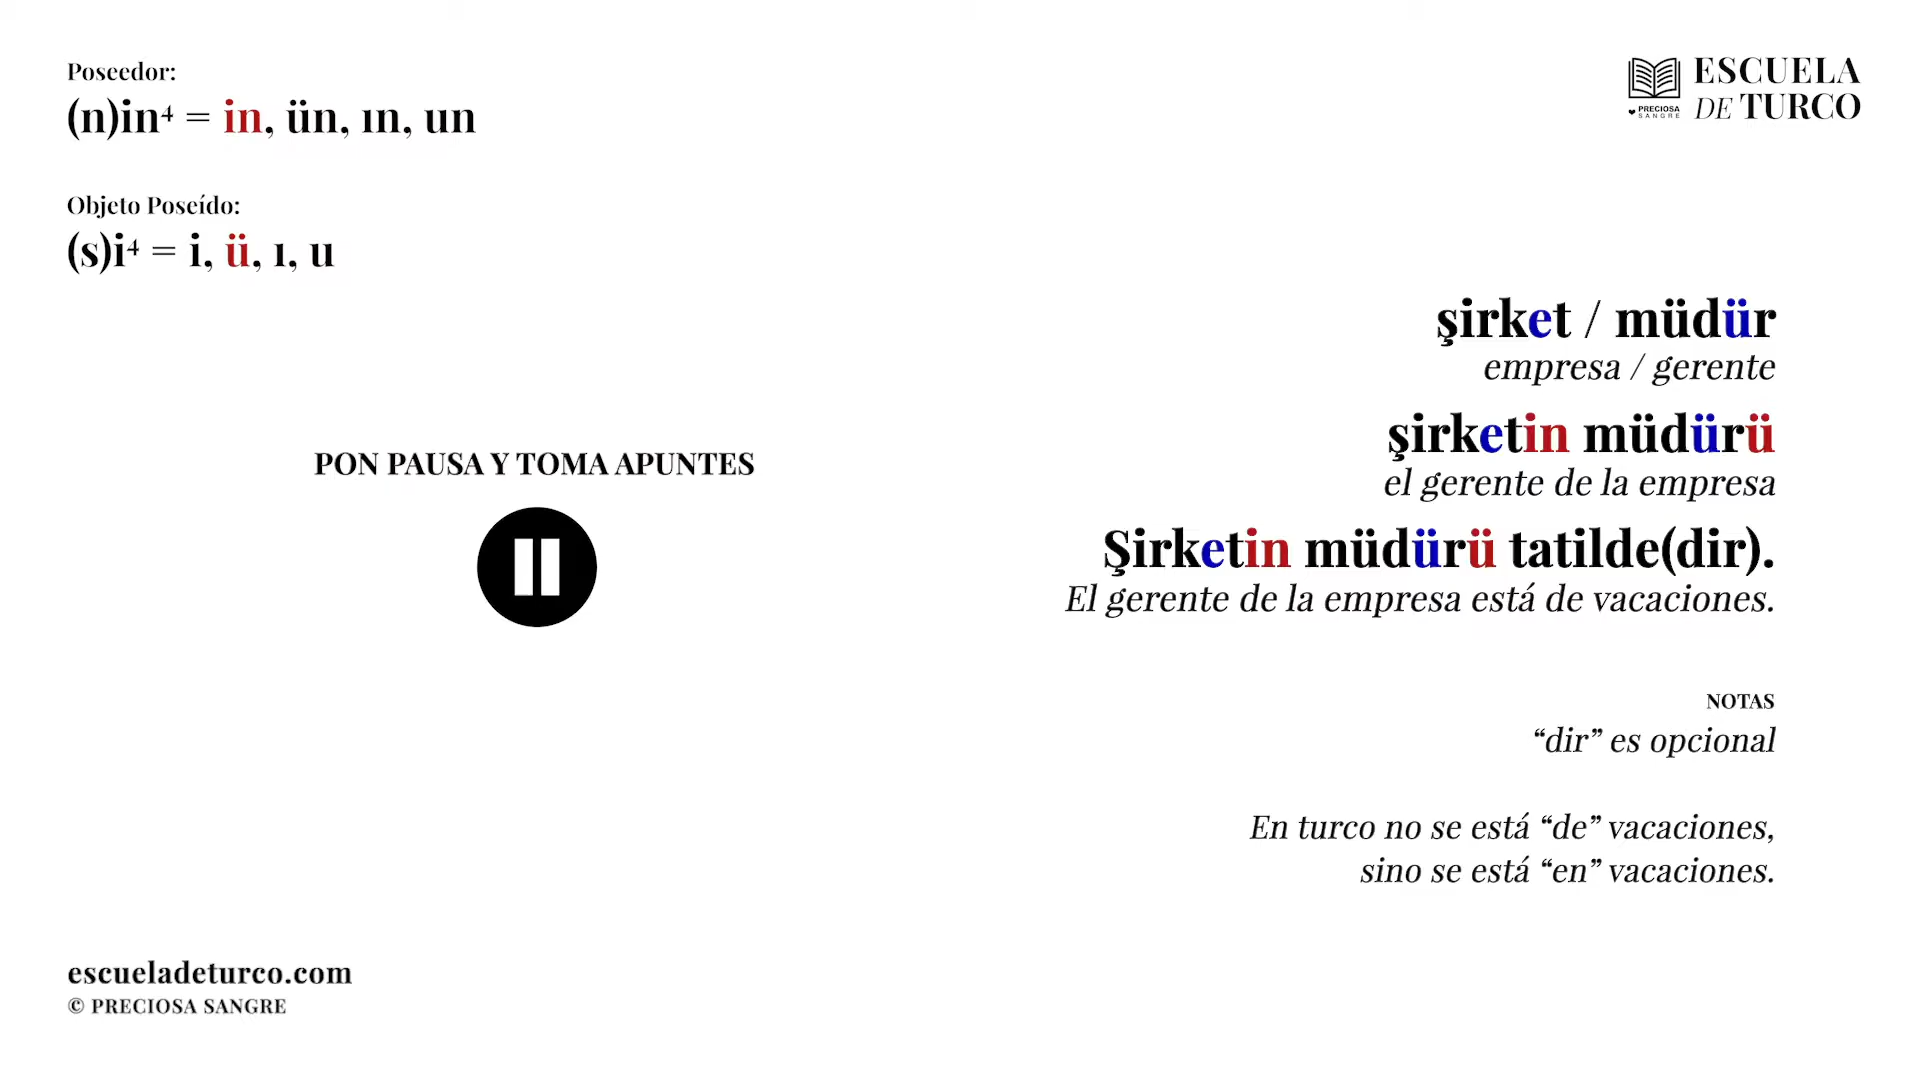 Poseedor:
(n)in⁴ = in, ün, ın, un
Objeto Poseído:
(s)i⁴ = i, ü, ı, u
PON PAUSA Y TOMA APUNTES
ESCUELA
DE TURCO
PRECIOSA
SANGRE
şirket / müdür
empresa / gerente
şirketin müdürü
el gerente de la empresa
Şirketin müdürü tatilde(dir).
El gerente de la empresa está de vacaciones.
NOTAS
“dir” es opcional
En turco no se está “de” vacaciones,
sino se está “en” vacaciones.
escueladeturco.com
© PRECIOSA SANGRE